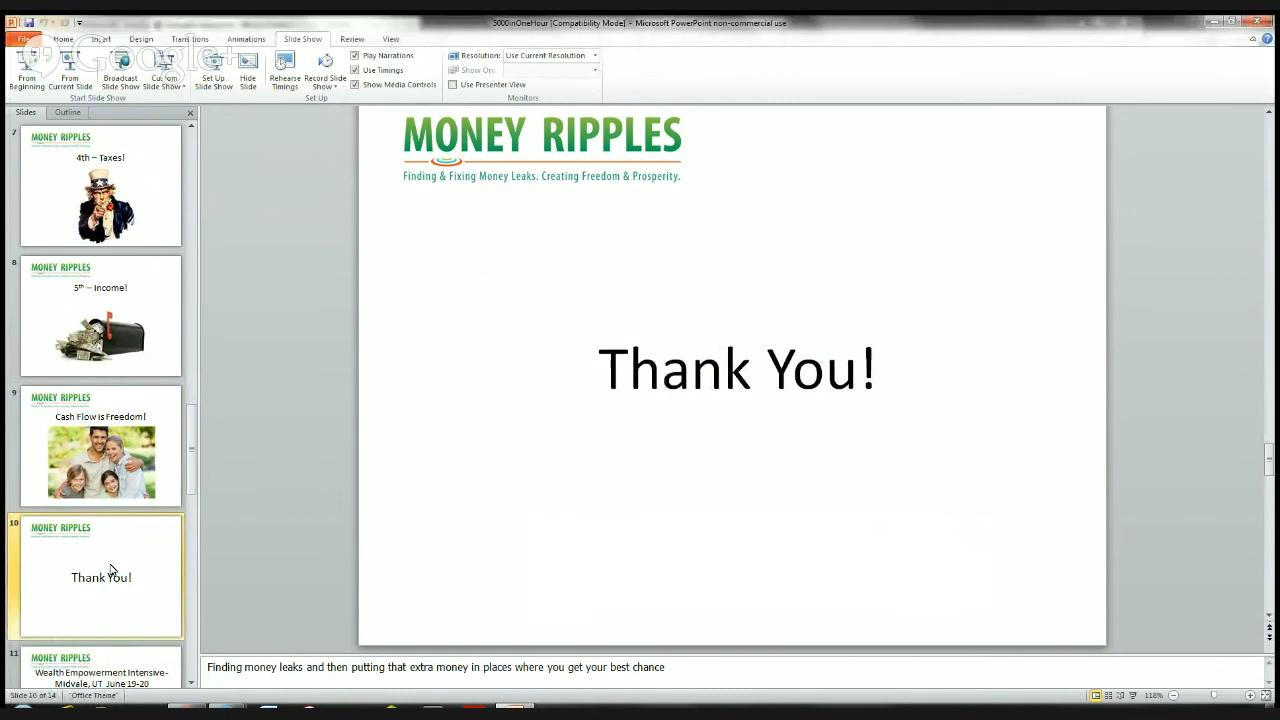 5000inOneHour [Compatibility Mode] - Microsoft PowerPoint non-commercial use
File Home Insert Design Transitions Animations Slide Show Review View
Google+
From Beginning
From Current Slide
Broadcast Slide Show
Custom Slide Show
Set Up Slide Show
Hide Slide
Rehearse Timings
Record Slide Show
Play Narrations
Use Timings
Show Media Controls
Resolution: Use Current Resolution
Show On:
Use Presenter View
Start Slide Show
Set Up
Monitors
Slides Outline
7
MONEY RIPPLES
4th – Taxes!
8
MONEY RIPPLES
5th – Income!
9
MONEY RIPPLES
Cash Flow is Freedom!
10
MONEY RIPPLES
Thank You!
11
MONEY RIPPLES
Wealth Empowerment Intensive-
Midvale, UT June 19-20
MONEY RIPPLES
Finding & Fixing Money Leaks. Creating Freedom & Prosperity.
Thank You!
Finding money leaks and then putting that extra money in places where you get your best chance
Slide 10 of 14 "Office Theme" 118%